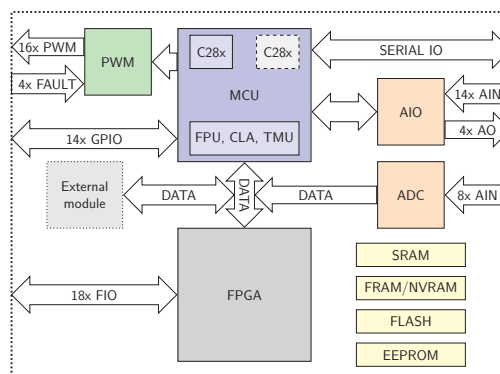 16x PWM
4x FAULT
PWM
C28x
C28x
MCU
FPU, CLA, TMU
SERIAL IO
AIO
14x AIN
4x AO
14x GPIO
External
module
DATA
DATA
DATA
ADC
8x AIN
18x FIO
FPGA
SRAM
FRAM/NVRAM
FLASH
EEPROM